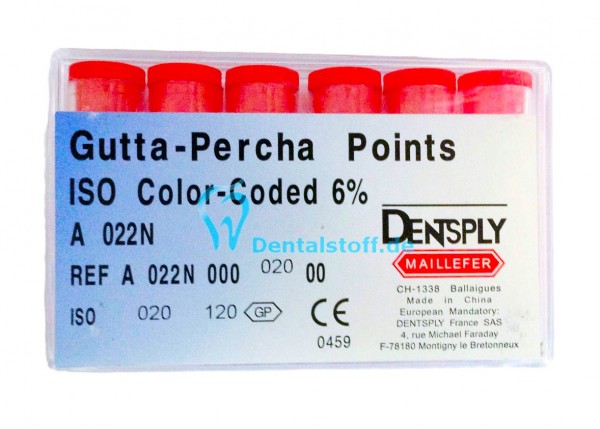 Gutta-Percha Points
ISO Color-Coded 6%
A 022N
Dentalstoff.de
REF A 022N 000 020 00
ISO 020 120 GP CE
0459
DENTSPLY
MAILLEFER
CH-1338 Ballaigues
Made in China
European Mandatory:
DENTSPLY France SAS
4, rue Michael Faraday
F-78180 Montigny le Bretonneux